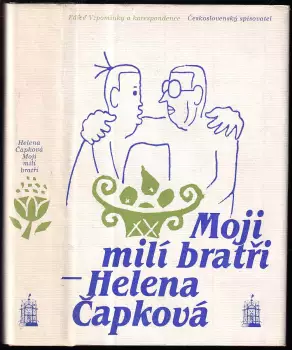 Edice Vzpomínky a korespondence Československý spisovatel
Helena
Čapková
Moji
milí
bratři
Moji
milí bratři
– Helena
Čapková